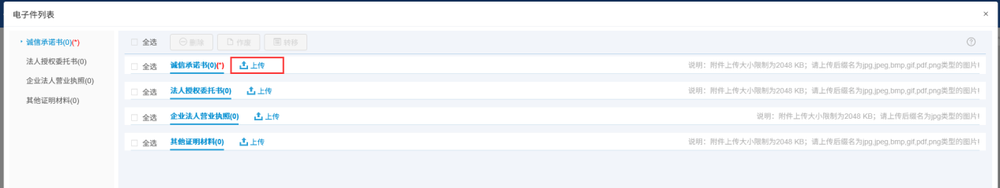 电子件列表
×
诚信承诺书(0)(*)
法人授权委托书(0)
企业法人营业执照(0)
其他证明材料(0)
全选 删除 作废 转移 ?
全选 诚信承诺书(0)(*) 上传 说明：附件上传大小限制为2048 KB；请上传后缀名为jpg,jpeg,bmp,gif,pdf,png类型的图片!
全选 法人授权委托书(0) 上传 说明：附件上传大小限制为2048 KB；请上传后缀名为jpg,jpeg,bmp,gif,pdf,png类型的图片!
全选 企业法人营业执照(0) 上传 说明：附件上传大小限制为2048 KB；请上传后缀名为jpg类型的图片!
全选 其他证明材料(0) 上传 说明：附件上传大小限制为2048 KB；请上传后缀名为jpg,jpeg,bmp,gif,pdf,png类型的图片!